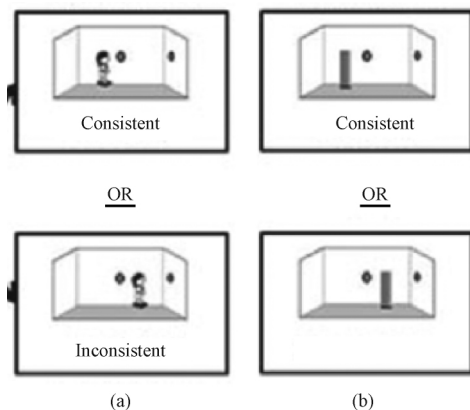 Consistent
Consistent
OR
OR
Inconsistent
(a)
(b)